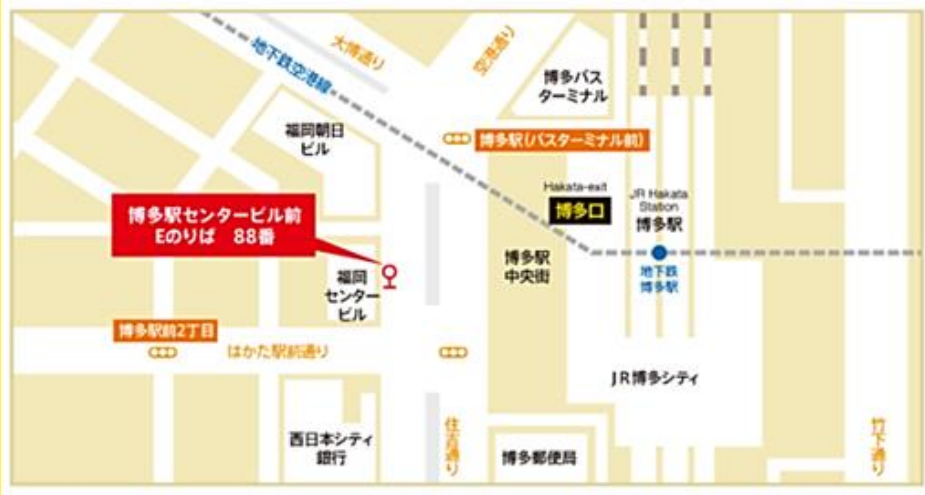 大博通り
空港通り
地下鉄空港線
博多バス
ターミナル
福岡朝日
ビル
博多駅(バスターミナル前)
Hakata-exit
博多口
JR Hakata
Station
博多駅
博多駅センタービル前
Eのりば 88番
博多駅
中央街
地下鉄
博多駅
福岡
センター
ビル
博多駅前2丁目
はかた駅前通り
JR博多シティ
西日本シティ
銀行
住吉通り
博多郵便局
竹下通り